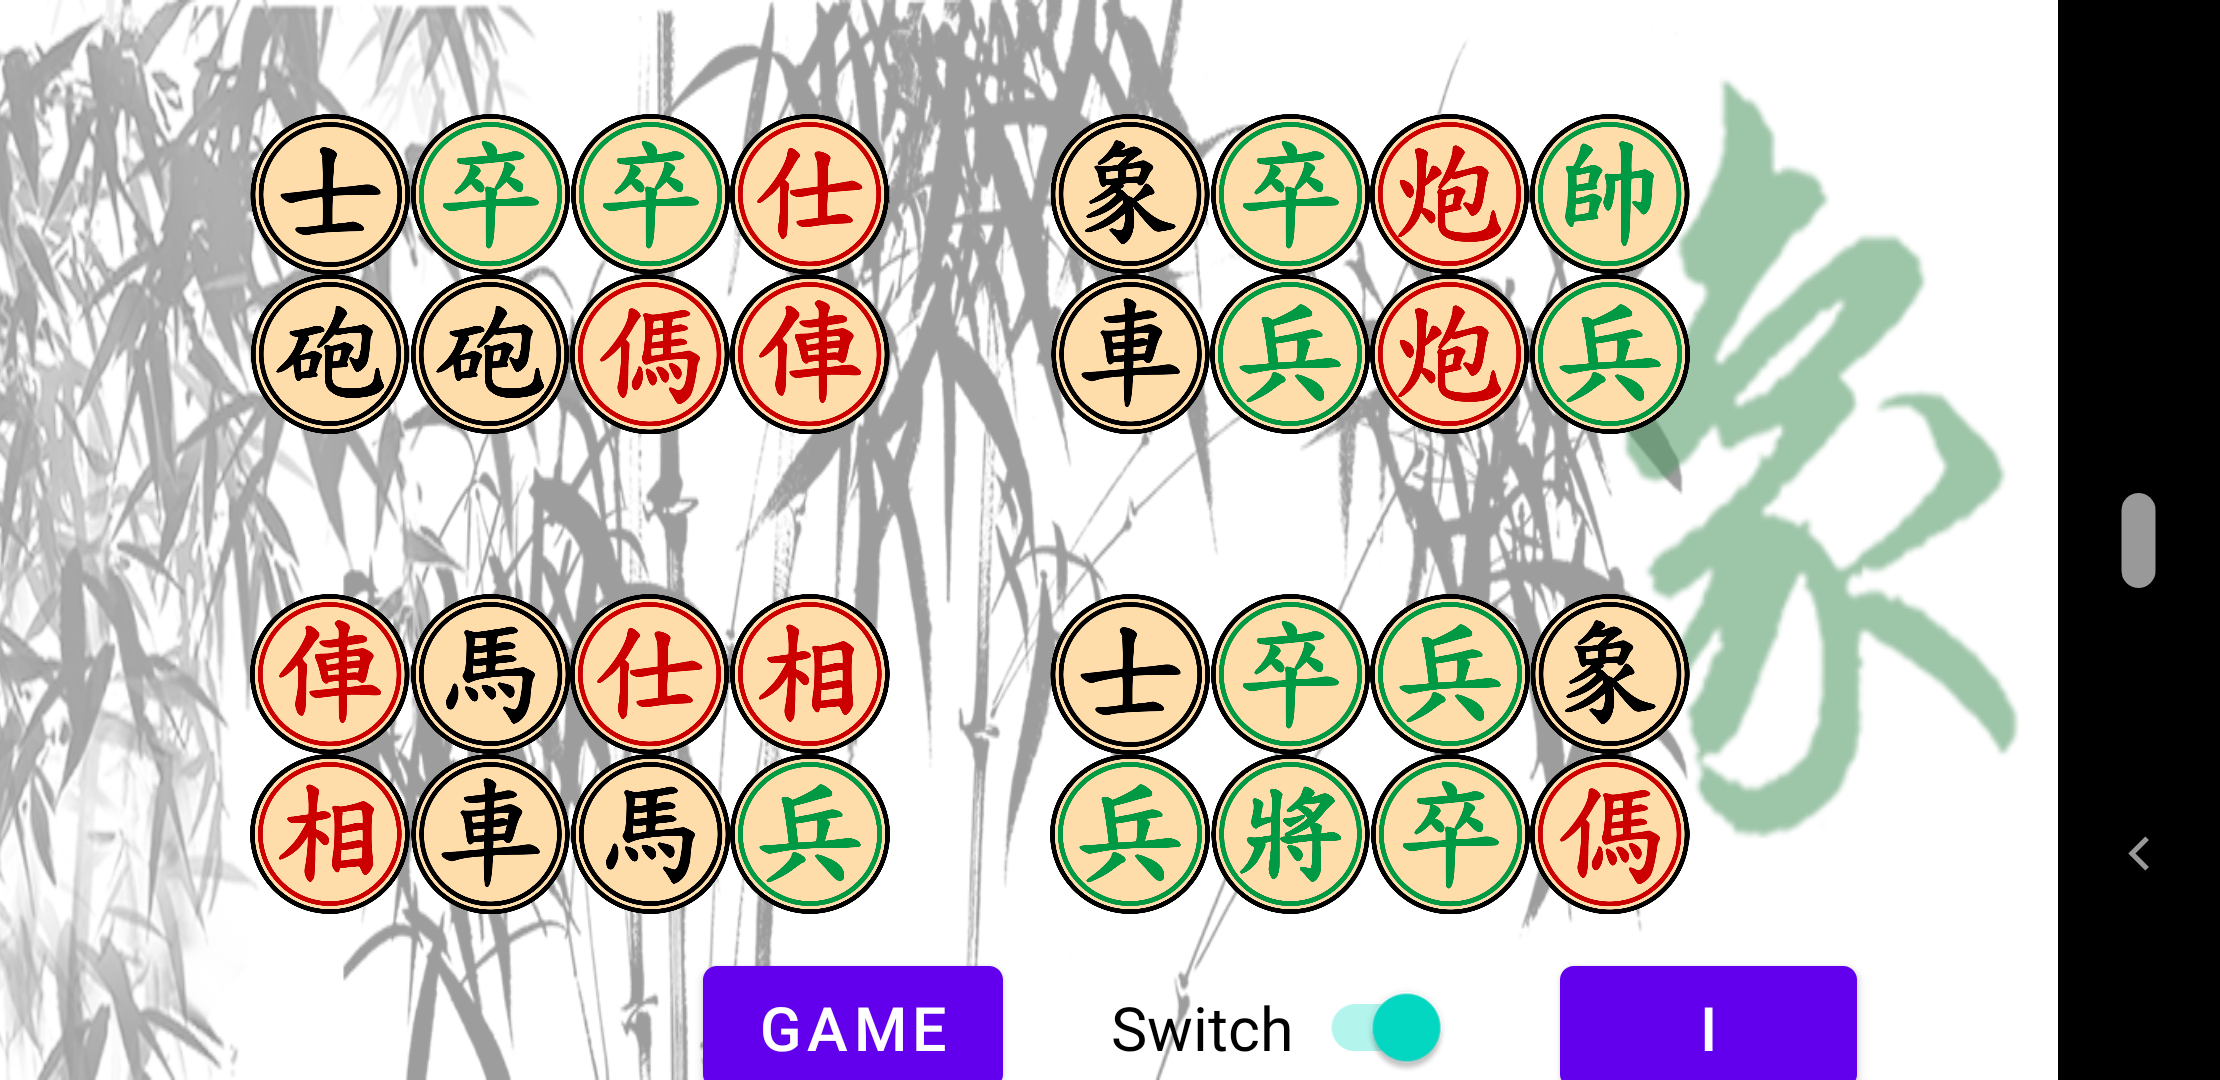 士卒卒仕 象卒炮帥
砲砲傌俥 車兵炮兵
俥馬仕相 士卒兵象
相車馬兵 兵將卒傌
象
GAME Switch I